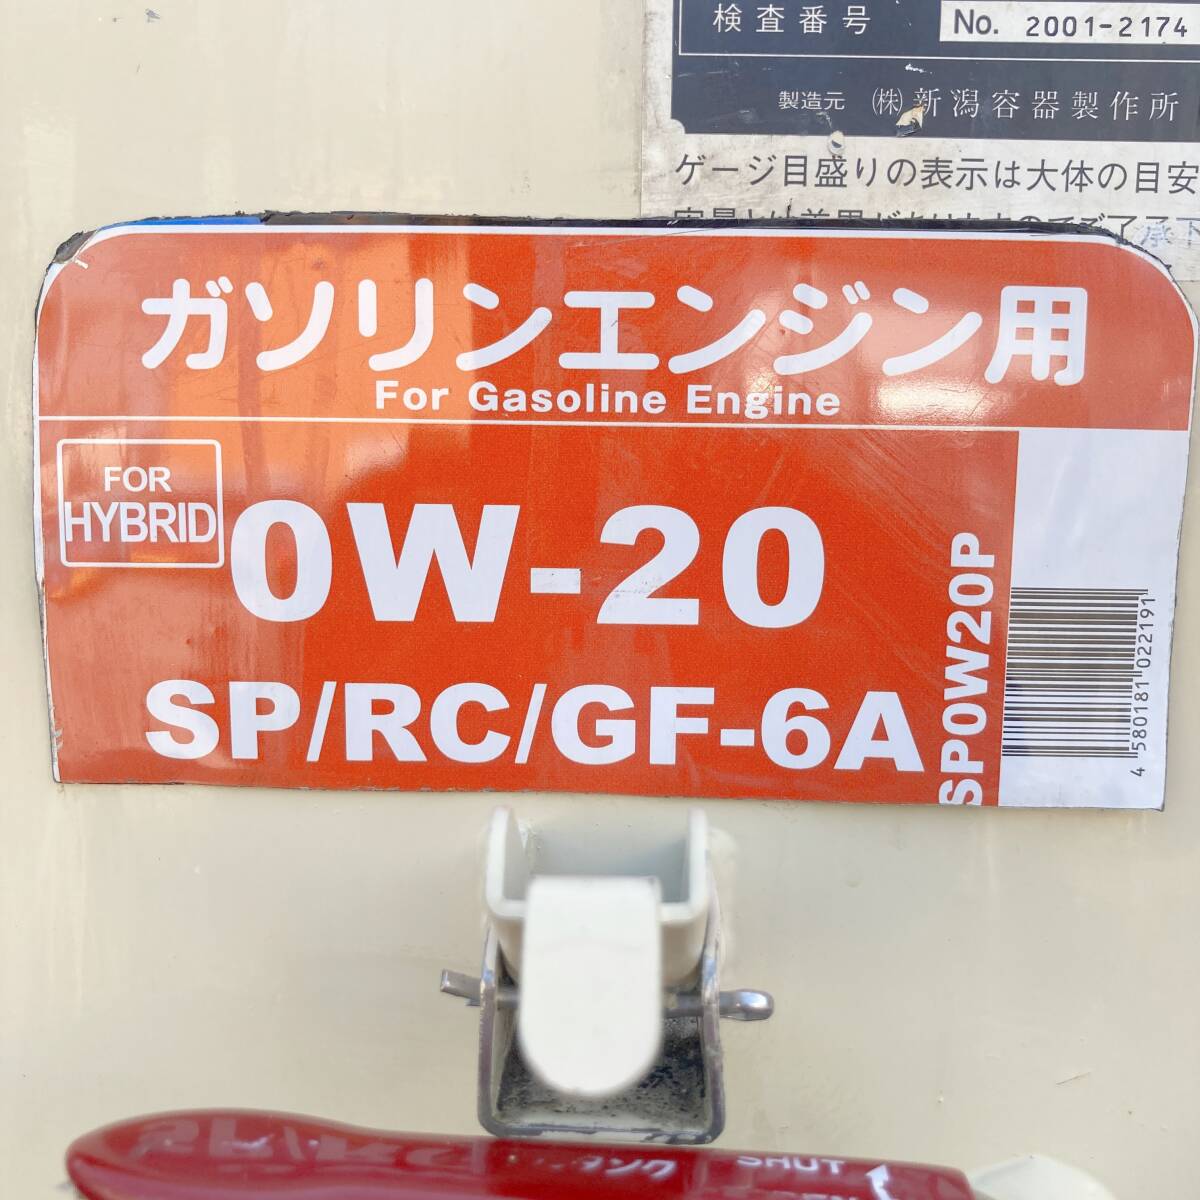 検査番号 No. 2001-2174
製造元 ㈱新潟容器製作所
ゲージ目盛りの表示は大体の目安
ガソリンエンジン用
For Gasoline Engine
FOR
HYBRID
0W-20
SP/RC/GF-6A
SP0W20P
4 580181 022191
SHUT